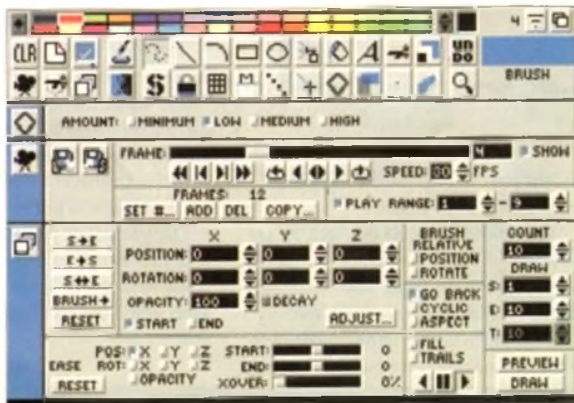 4
CLR A UN DO
S M BRUSH
AMOUNT: MINIMUM LOW MEDIUM HIGH
FRAME: 4 SHOW
SPEED: 30 FPS
FRAMES: 12
SET #... ADD DEL COPY... PLAY RANGE: 1 - 9
X Y Z BRUSH COUNT
S→E RELATIVE 10
POSITION: 0 0 0 POSITION DRAW
E→S ROTATE
ROTATION: 0 0 0 S: 1
S↔E GO BACK
BRUSH→ OPACITY: 100 DECAY CYCLIC E: 10
RESET START END ADJUST... ASPECT T: 10
POS: X Y Z START: 0 FILL
EASE ROT: X Y Z END: 0 TRAILS PREVIEW
RESET OPACITY XOVER: 0% DRAW